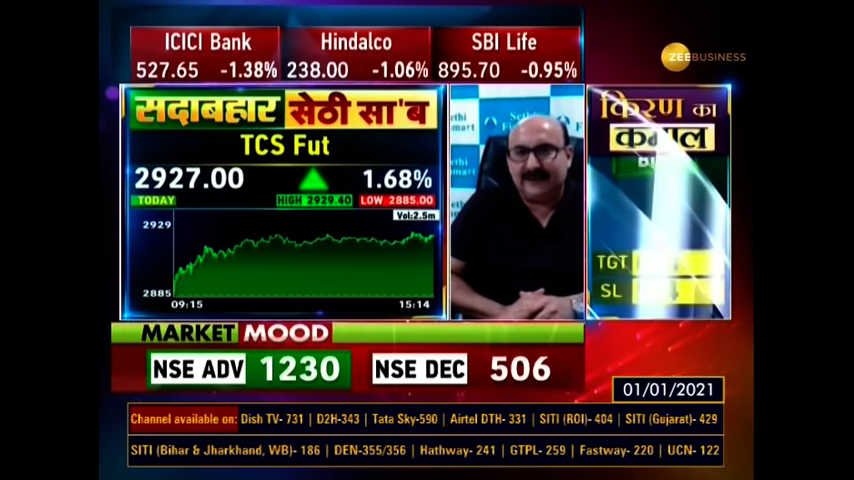 ICICI Bank
527.65 -1.38%
Hindalco
238.00 -1.06%
SBI Life
895.70 -0.95%
ZEE BUSINESS
सदाबहार सेठी सा'ब
TCS Fut
2927.00 1.68%
TODAY HIGH 2929.40 LOW 2885.00
Vol:2.5m
2929
2885
09:15 15:14
किरण का
कमाल
TGT
SL
MARKET MOOD
NSE ADV 1230 NSE DEC 506
01/01/2021
Channel available on: Dish TV- 731 | D2H-343 | Tata Sky-590 | Airtel DTH- 331 | SITI (ROI)- 404 | SITI (Gujarat)- 429
SITI (Bihar & Jharkhand, WB)- 186 | DEN-355/356 | Hathway- 241 | GTPL- 259 | Fastway- 220 | UCN- 122